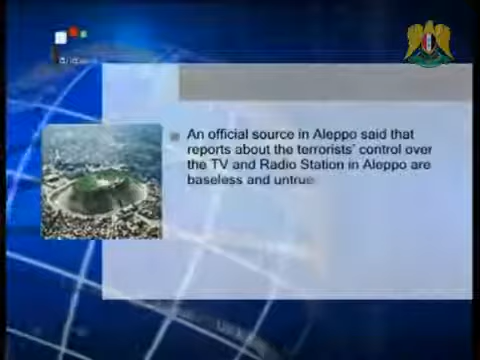 An official source in Aleppo said that
reports about the terrorists' control over
the TV and Radio Station in Aleppo are
baseless and untrue